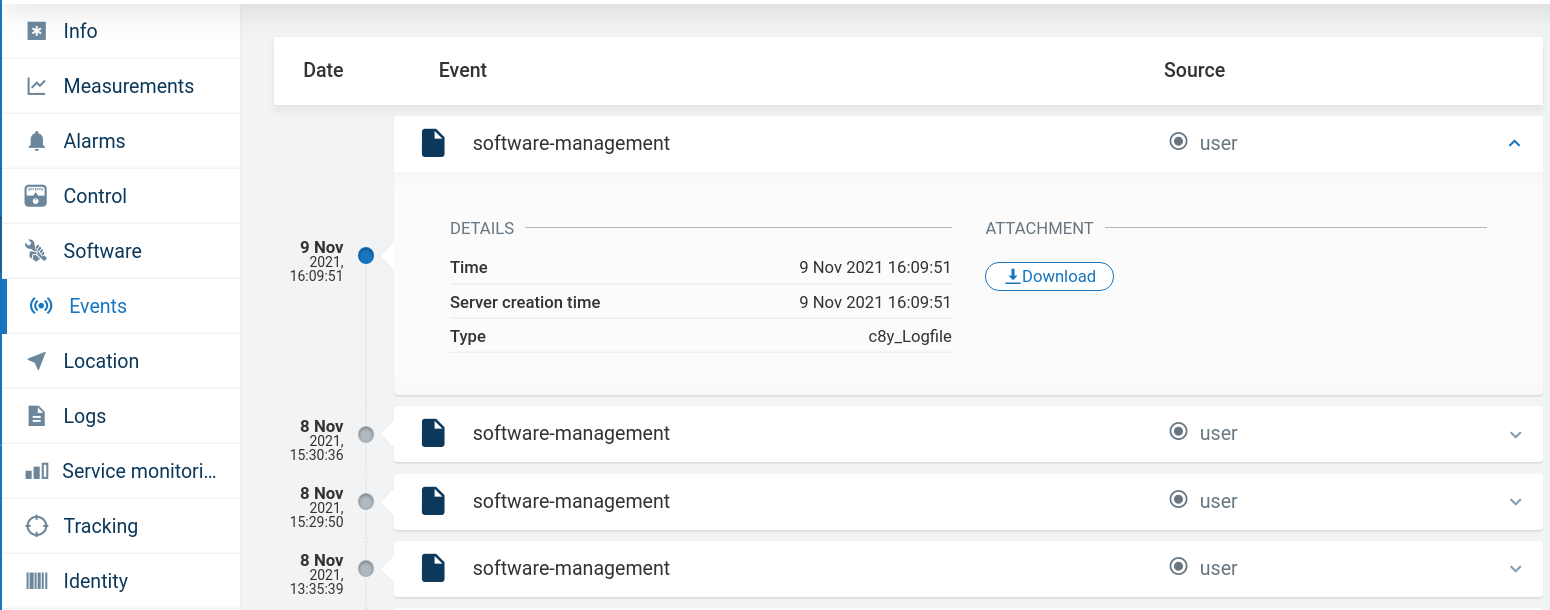 Info
Measurements
Alarms
Control
Software
Events
Location
Logs
Service monitori...
Tracking
Identity
Date Event Source
software-management user
9 Nov
2021,
16:09:51
DETAILS
Time 9 Nov 2021 16:09:51
Server creation time 9 Nov 2021 16:09:51
Type c8y_Logfile
ATTACHMENT
Download
8 Nov
2021,
15:30:36
software-management user
8 Nov
2021,
15:29:50
software-management user
8 Nov
2021,
13:35:39
software-management user